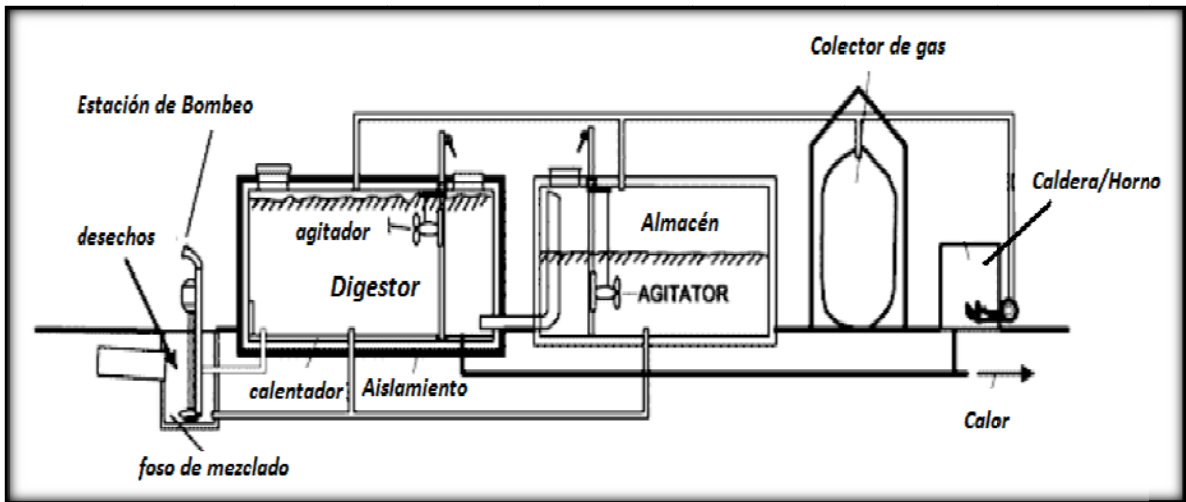 Colector de gas
Estación de Bombeo
Caldera/Horno
desechos
agitador
Almacén
Digestor
AGITATOR
calentador
Aislamiento
Calor
foso de mezclado